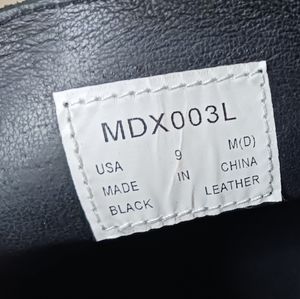 MDX003L
USA 9 M(D)
MADE IN CHINA
BLACK LEATHER